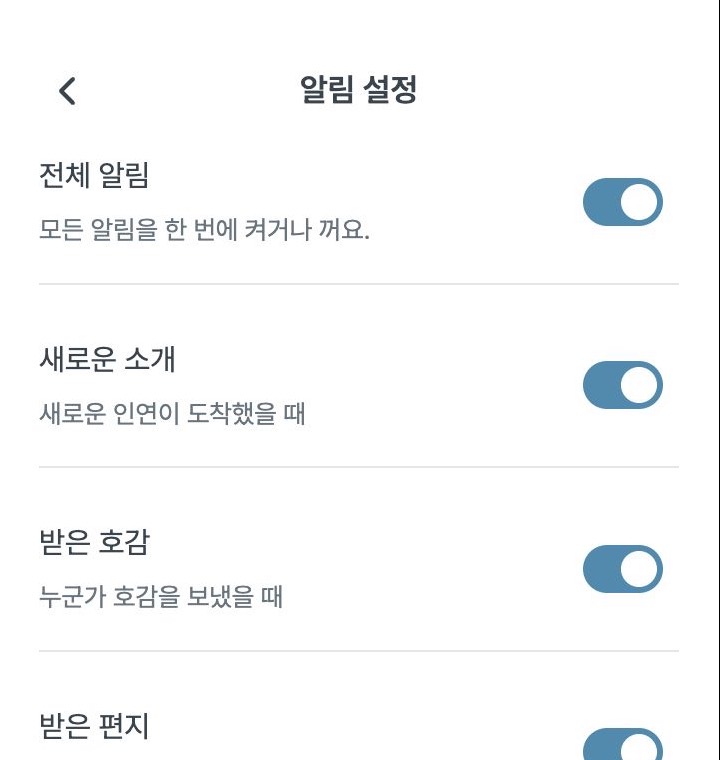 알림 설정
전체 알림
모든 알림을 한 번에 켜거나 꺼요.
새로운 소개
새로운 인연이 도착했을 때
받은 호감
누군가 호감을 보냈을 때
받은 편지